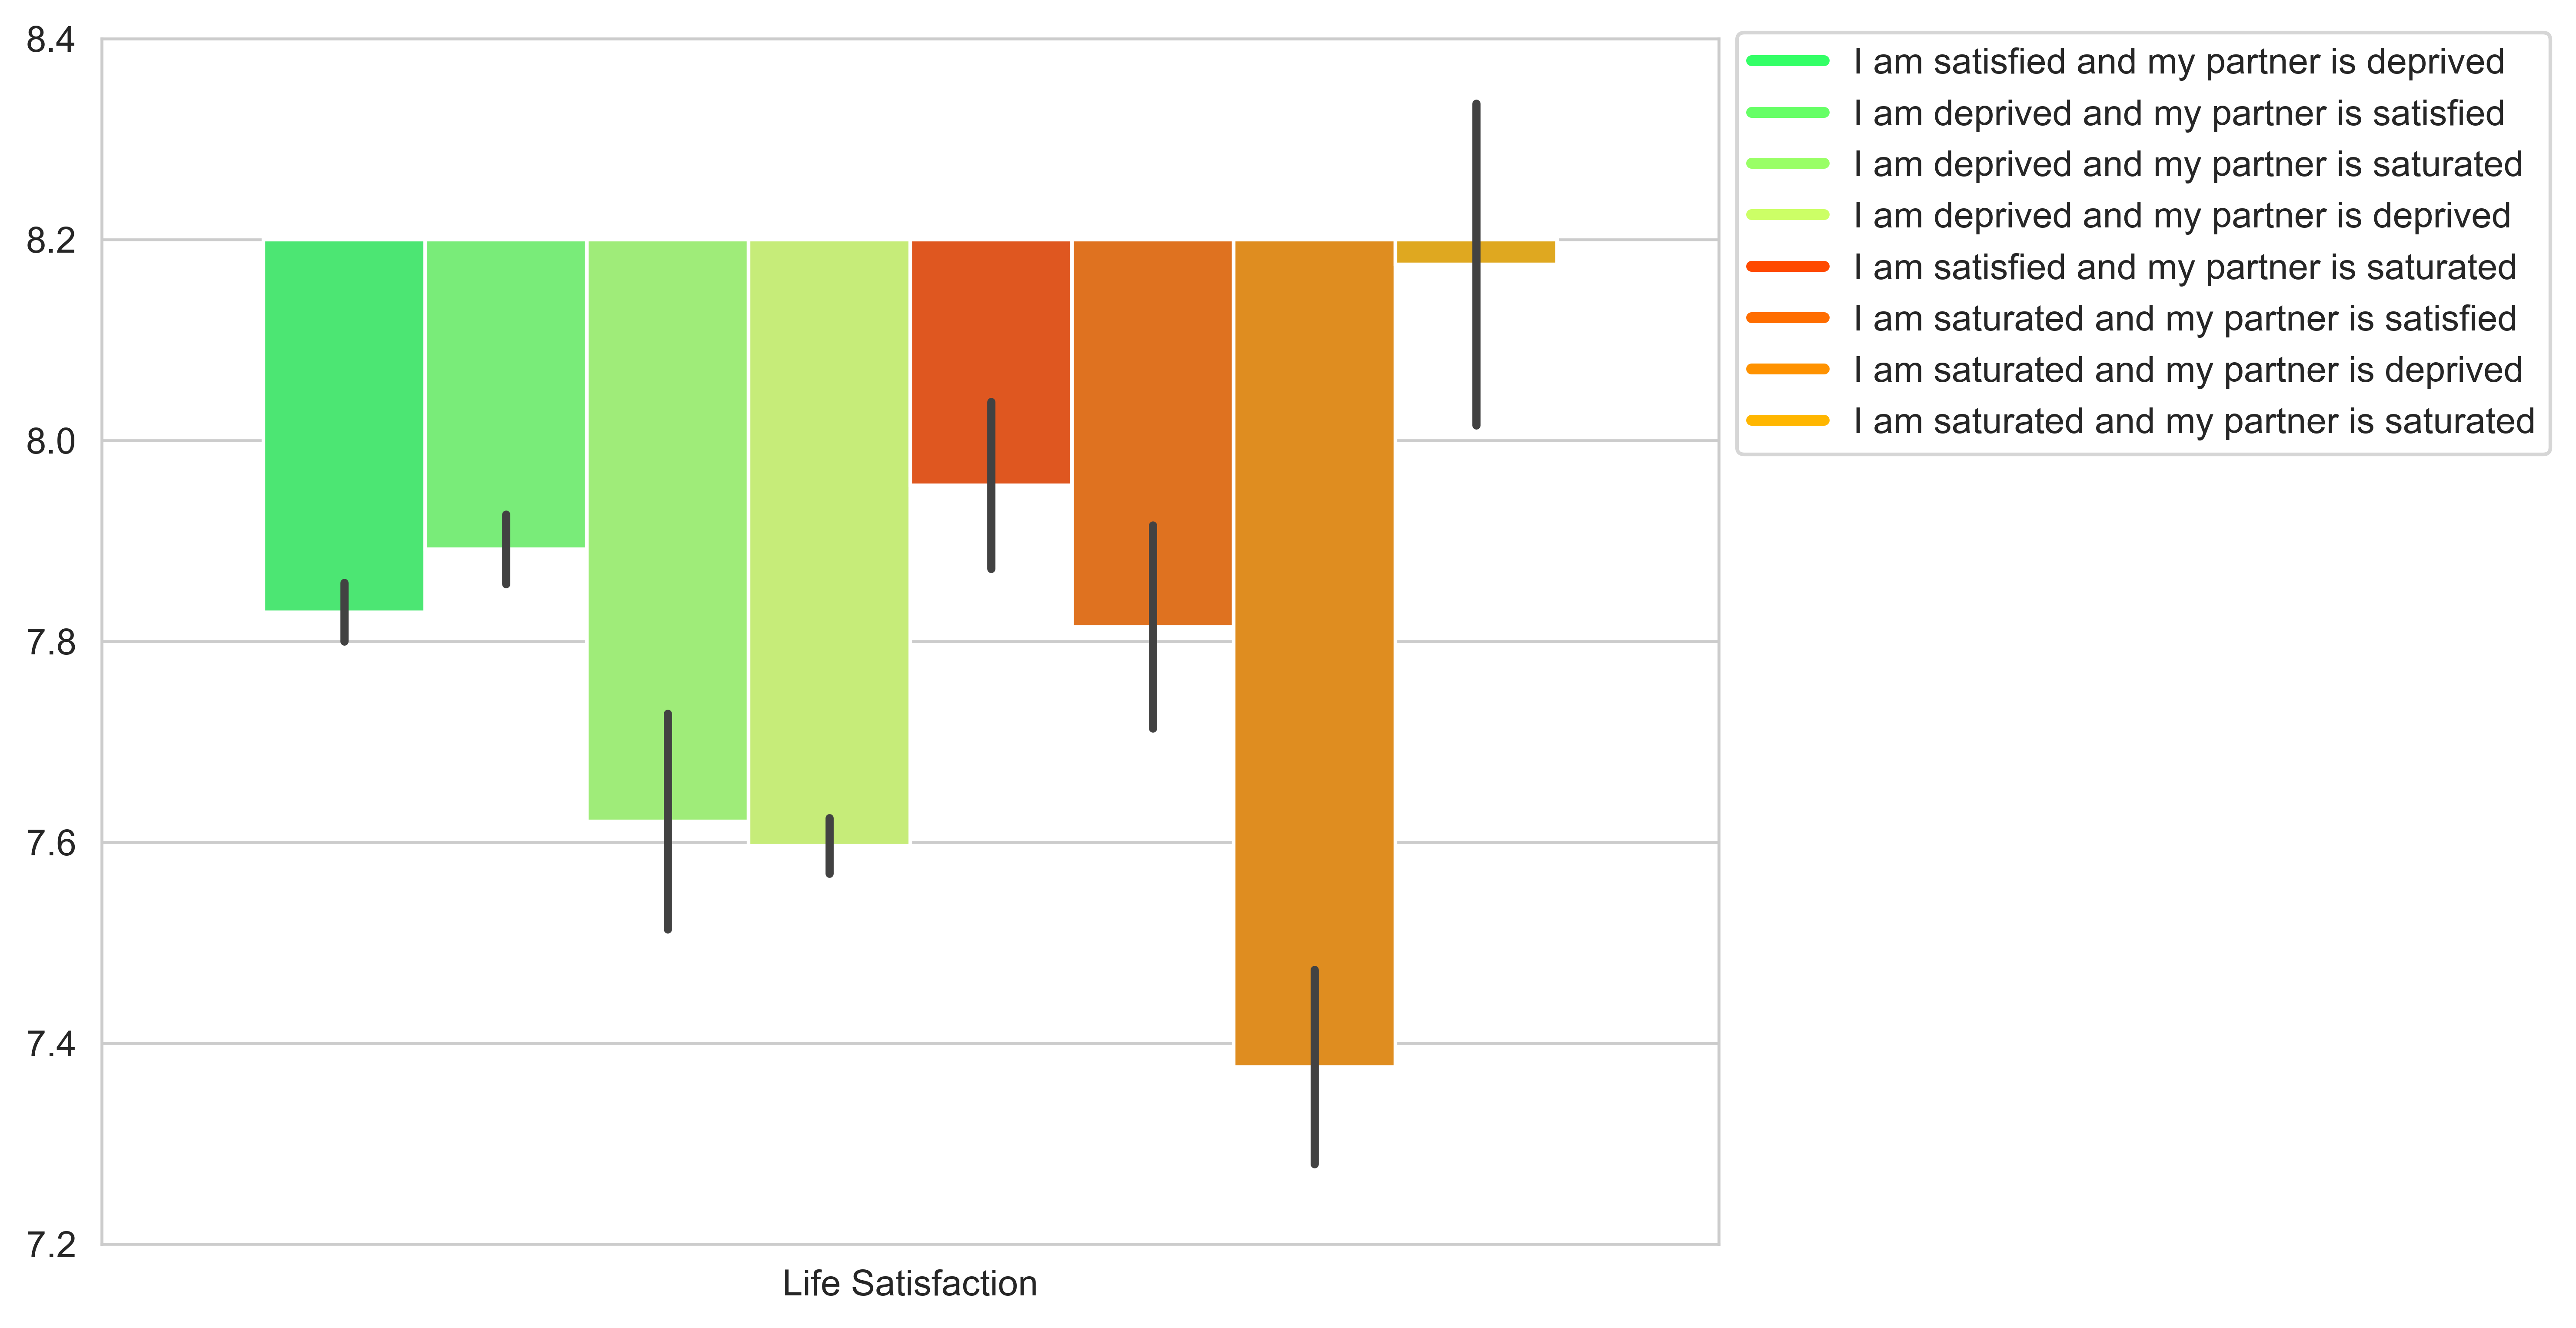 8.4
8.2
8.0
7.8
7.6
7.4
7.2
Life Satisfaction
I am satisfied and my partner is deprived
I am deprived and my partner is satisfied
I am deprived and my partner is saturated
I am deprived and my partner is deprived
I am satisfied and my partner is saturated
I am saturated and my partner is satisfied
I am saturated and my partner is deprived
I am saturated and my partner is saturated